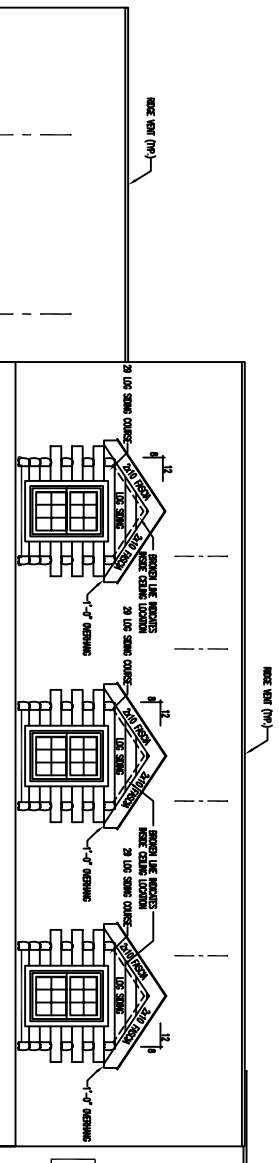 RIDGE VENT (TYP.)
RIDGE VENT (TYP.)
29 LOG SIDING COURSE
8
12
2x10 FASCIA
2x10 FASCIA
LOG SIDING
BROKEN LINE INDICATES
INSIDE CEILING LOCATION
1'-0" OVERHANG
29 LOG SIDING COURSE
8
12
2x10 FASCIA
2x10 FASCIA
LOG SIDING
BROKEN LINE INDICATES
INSIDE CEILING LOCATION
1'-0" OVERHANG
29 LOG SIDING COURSE
2x10 FASCIA
2x10 FASCIA
LOG SIDING
12
8
1'-0" OVERHANG